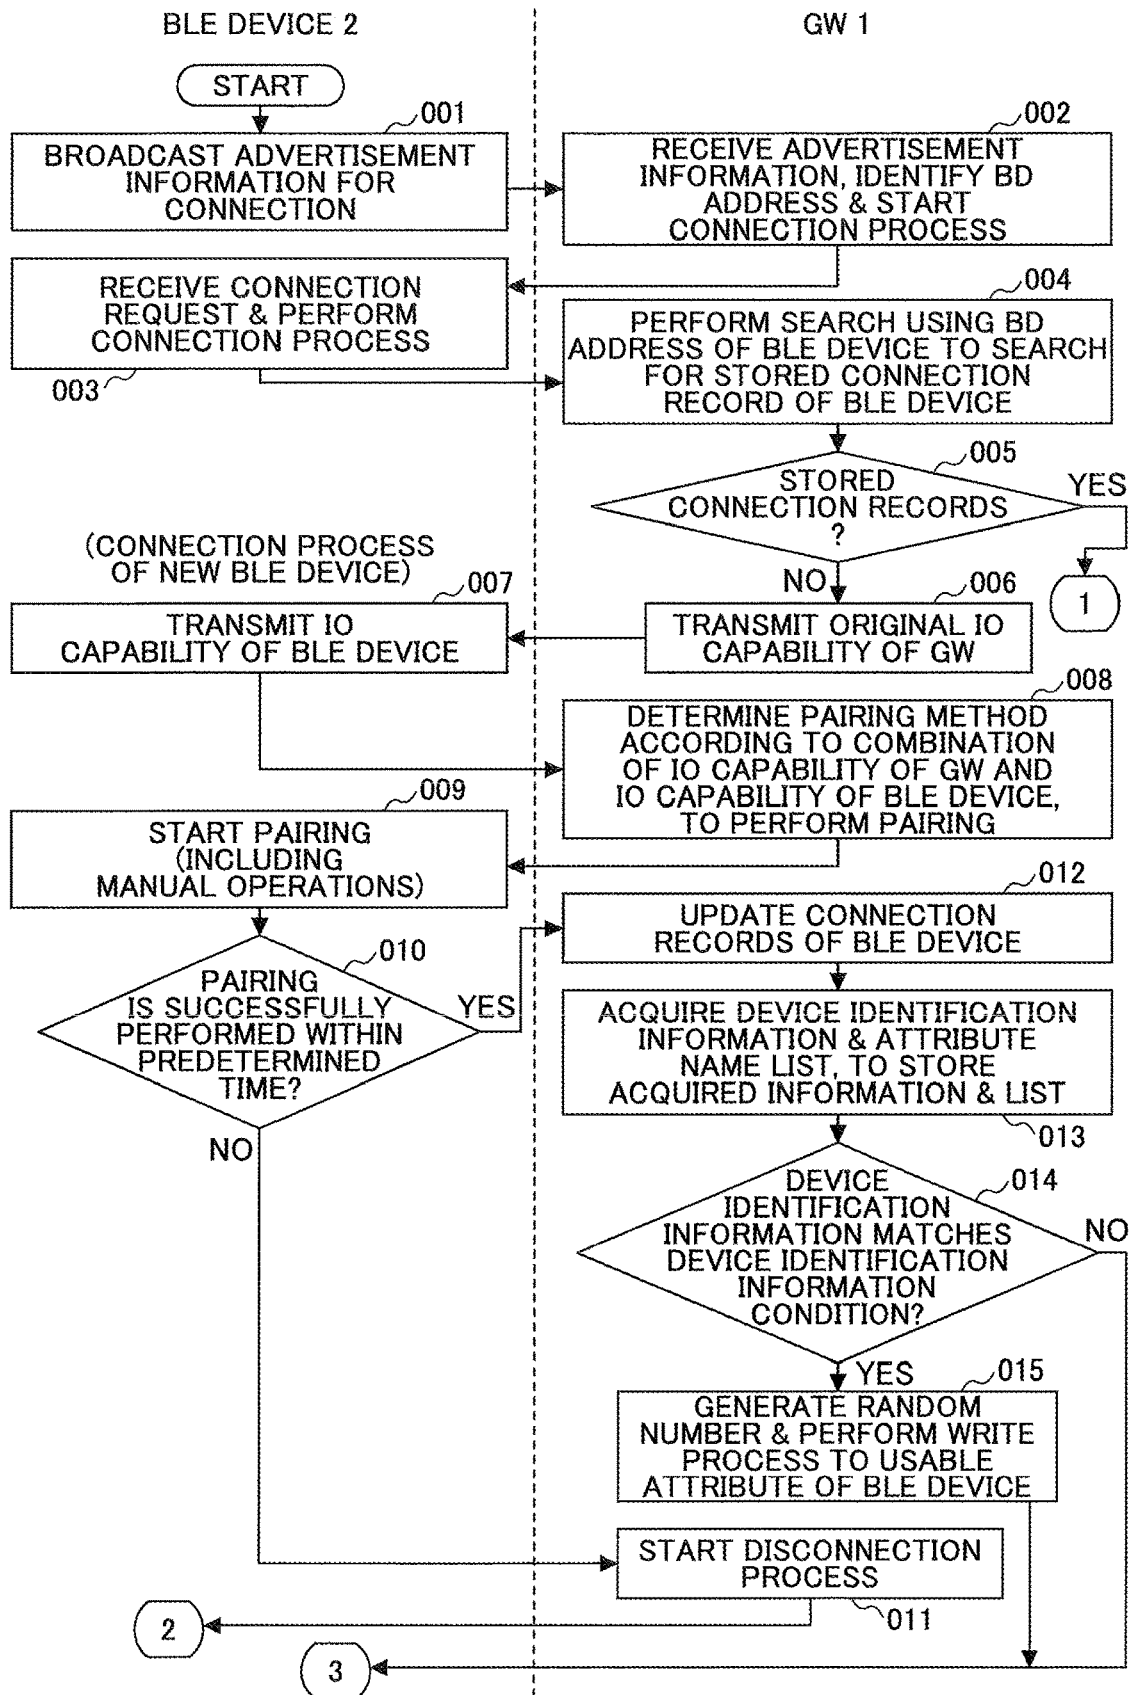 BLE DEVICE 2
GW 1
START
001
BROADCAST ADVERTISEMENT
INFORMATION FOR
CONNECTION
002
RECEIVE ADVERTISEMENT
INFORMATION, IDENTIFY BD
ADDRESS & START
CONNECTION PROCESS
RECEIVE CONNECTION
REQUEST & PERFORM
CONNECTION PROCESS
003
004
PERFORM SEARCH USING BD
ADDRESS OF BLE DEVICE TO SEARCH
FOR STORED CONNECTION
RECORD OF BLE DEVICE
005
STORED
CONNECTION RECORDS
?
YES
1
NO
006
TRANSMIT ORIGINAL IO
CAPABILITY OF GW
(CONNECTION PROCESS
OF NEW BLE DEVICE)
007
TRANSMIT IO
CAPABILITY OF BLE DEVICE
008
DETERMINE PAIRING METHOD
ACCORDING TO COMBINATION
OF IO CAPABILITY OF GW AND
IO CAPABILITY OF BLE DEVICE,
TO PERFORM PAIRING
009
START PAIRING
(INCLUDING
MANUAL OPERATIONS)
010
PAIRING
IS SUCCESSFULLY
PERFORMED WITHIN
PREDETERMINED
TIME?
YES
NO
012
UPDATE CONNECTION
RECORDS OF BLE DEVICE
ACQUIRE DEVICE IDENTIFICATION
INFORMATION & ATTRIBUTE
NAME LIST, TO STORE
ACQUIRED INFORMATION & LIST
013
014
DEVICE
IDENTIFICATION
INFORMATION MATCHES
DEVICE IDENTIFICATION
INFORMATION
CONDITION?
NO
YES
015
GENERATE RANDOM
NUMBER & PERFORM WRITE
PROCESS TO USABLE
ATTRIBUTE OF BLE DEVICE
START DISCONNECTION
PROCESS
011
2
3